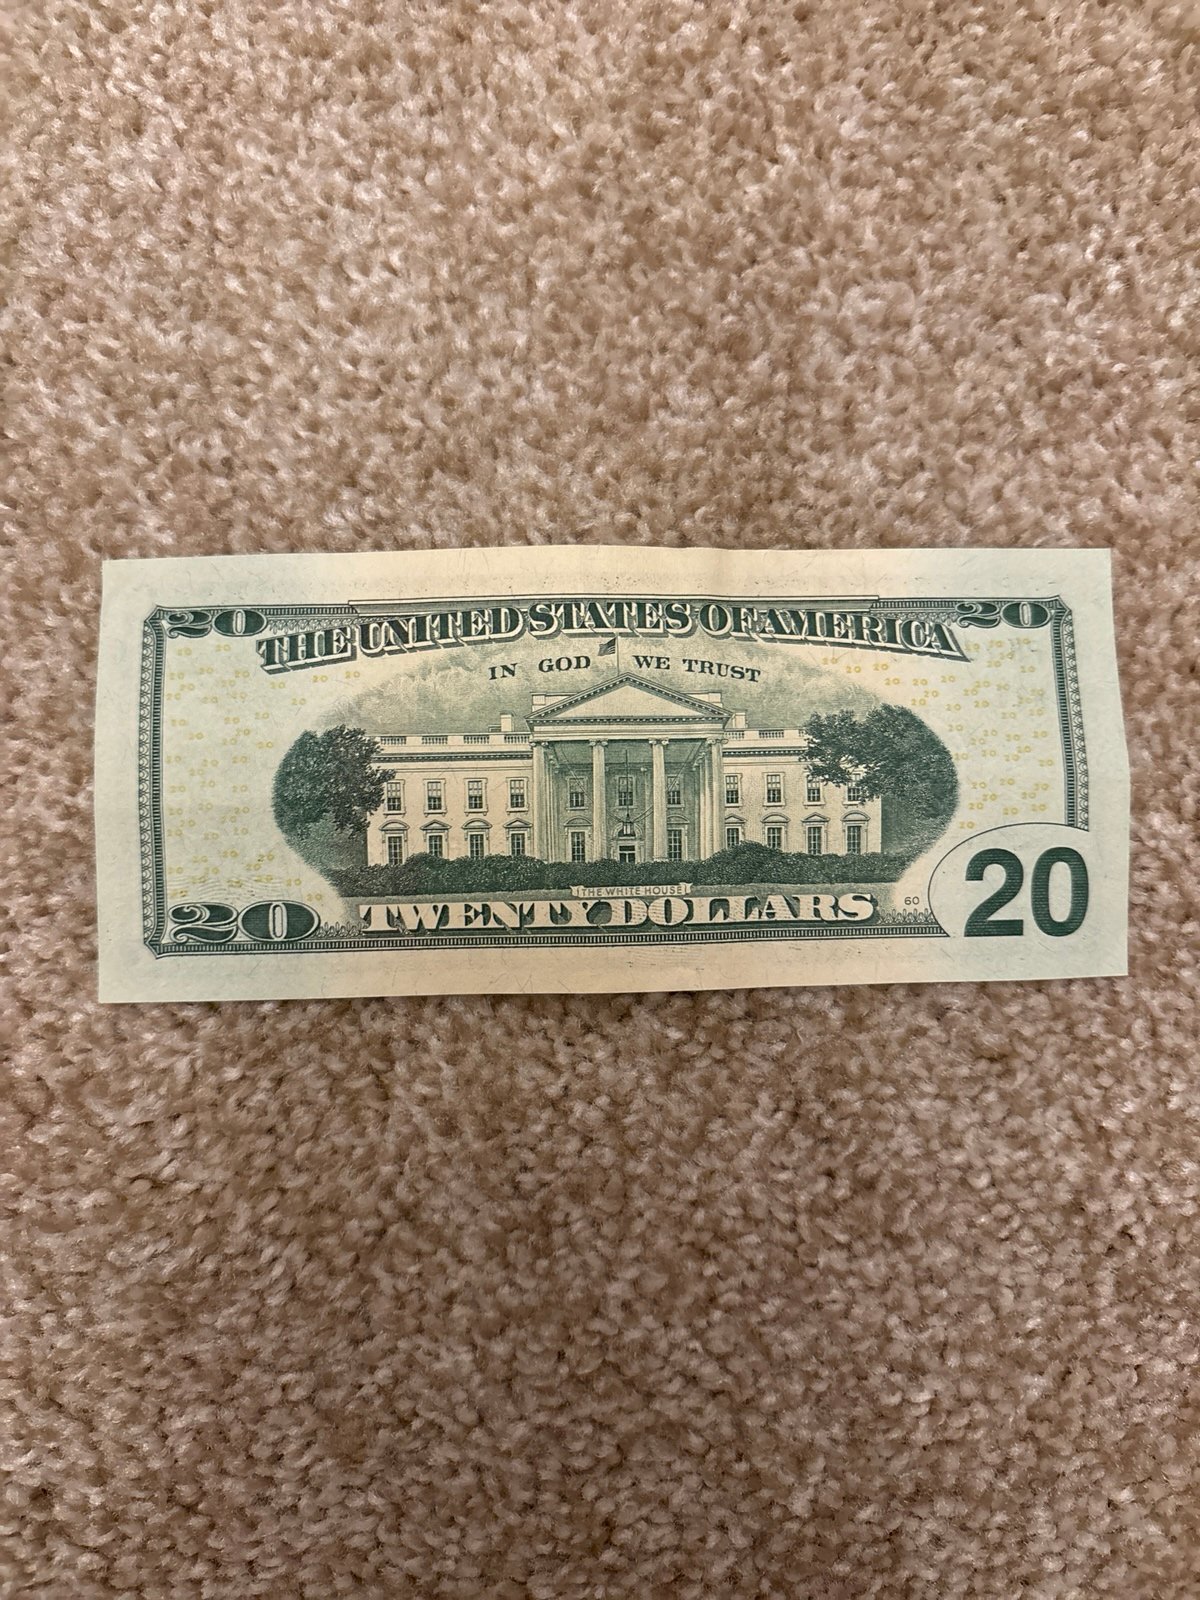 20 20
THE UNITED STATES OF AMERICA
IN GOD WE TRUST
THE WHITE HOUSE
20 TWENTY DOLLARS 60 20